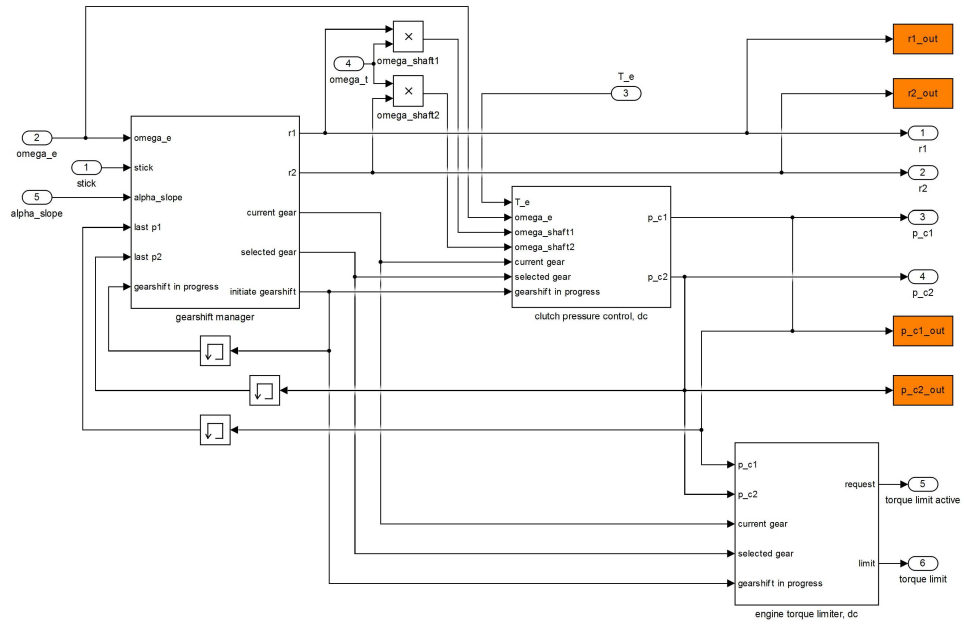 r1_out
×
omega_shaft1
4
omega_t
T_e
3
×
omega_shaft2
r2_out
2
omega_e
1
stick
5
alpha_slope
omega_e
stick
alpha_slope
last p1
last p2
gearshift in progress
r1
r2
current gear
selected gear
initiate gearshift
gearshift manager
T_e
omega_e
omega_shaft1
omega_shaft2
current gear
selected gear
gearshift in progress
p_c1
p_c2
clutch pressure control, dc
1
r1
2
r2
3
p_c1
4
p_c2
p_c1_out
p_c2_out
p_c1
p_c2
current gear
selected gear
gearshift in progress
request
limit
engine torque limiter, dc
5
torque limit active
6
torque limit